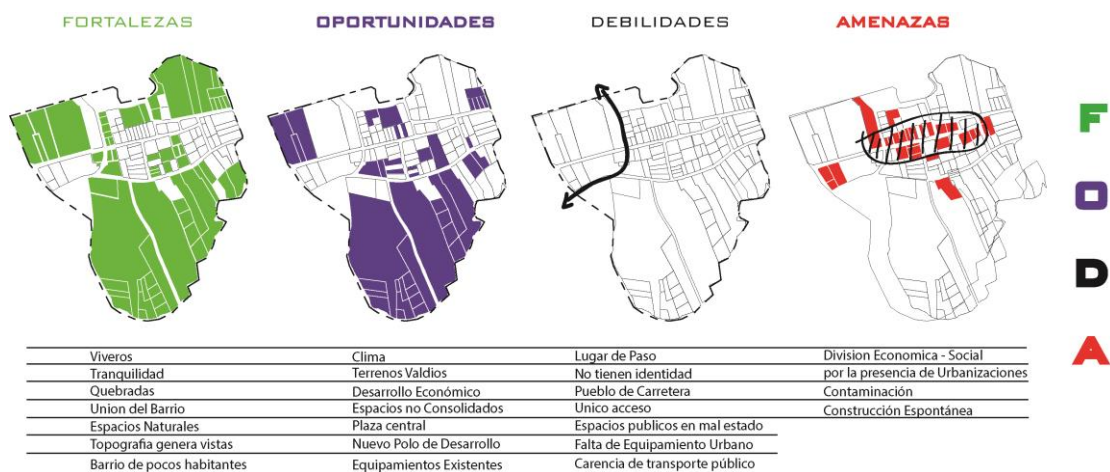 FORTALEZAS
OPORTUNIDADES
DEBILIDADES
AMENAZAS
F
O
D
A
Viveros
Tranquilidad
Quebradas
Union del Barrio
Espacios Naturales
Topografia genera vistas
Barrio de pocos habitantes
Clima
Terrenos Valdios
Desarrollo Económico
Espacios no Consolidados
Plaza central
Nuevo Polo de Desarrollo
Equipamientos Existentes
Lugar de Paso
No tienen identidad
Pueblo de Carretera
Unico acceso
Espacios publicos en mal estado
Falta de Equipamiento Urbano
Carencia de transporte público
Division Economica - Social
por la presencia de Urbanizaciones
Contaminación
Construcción Espontánea